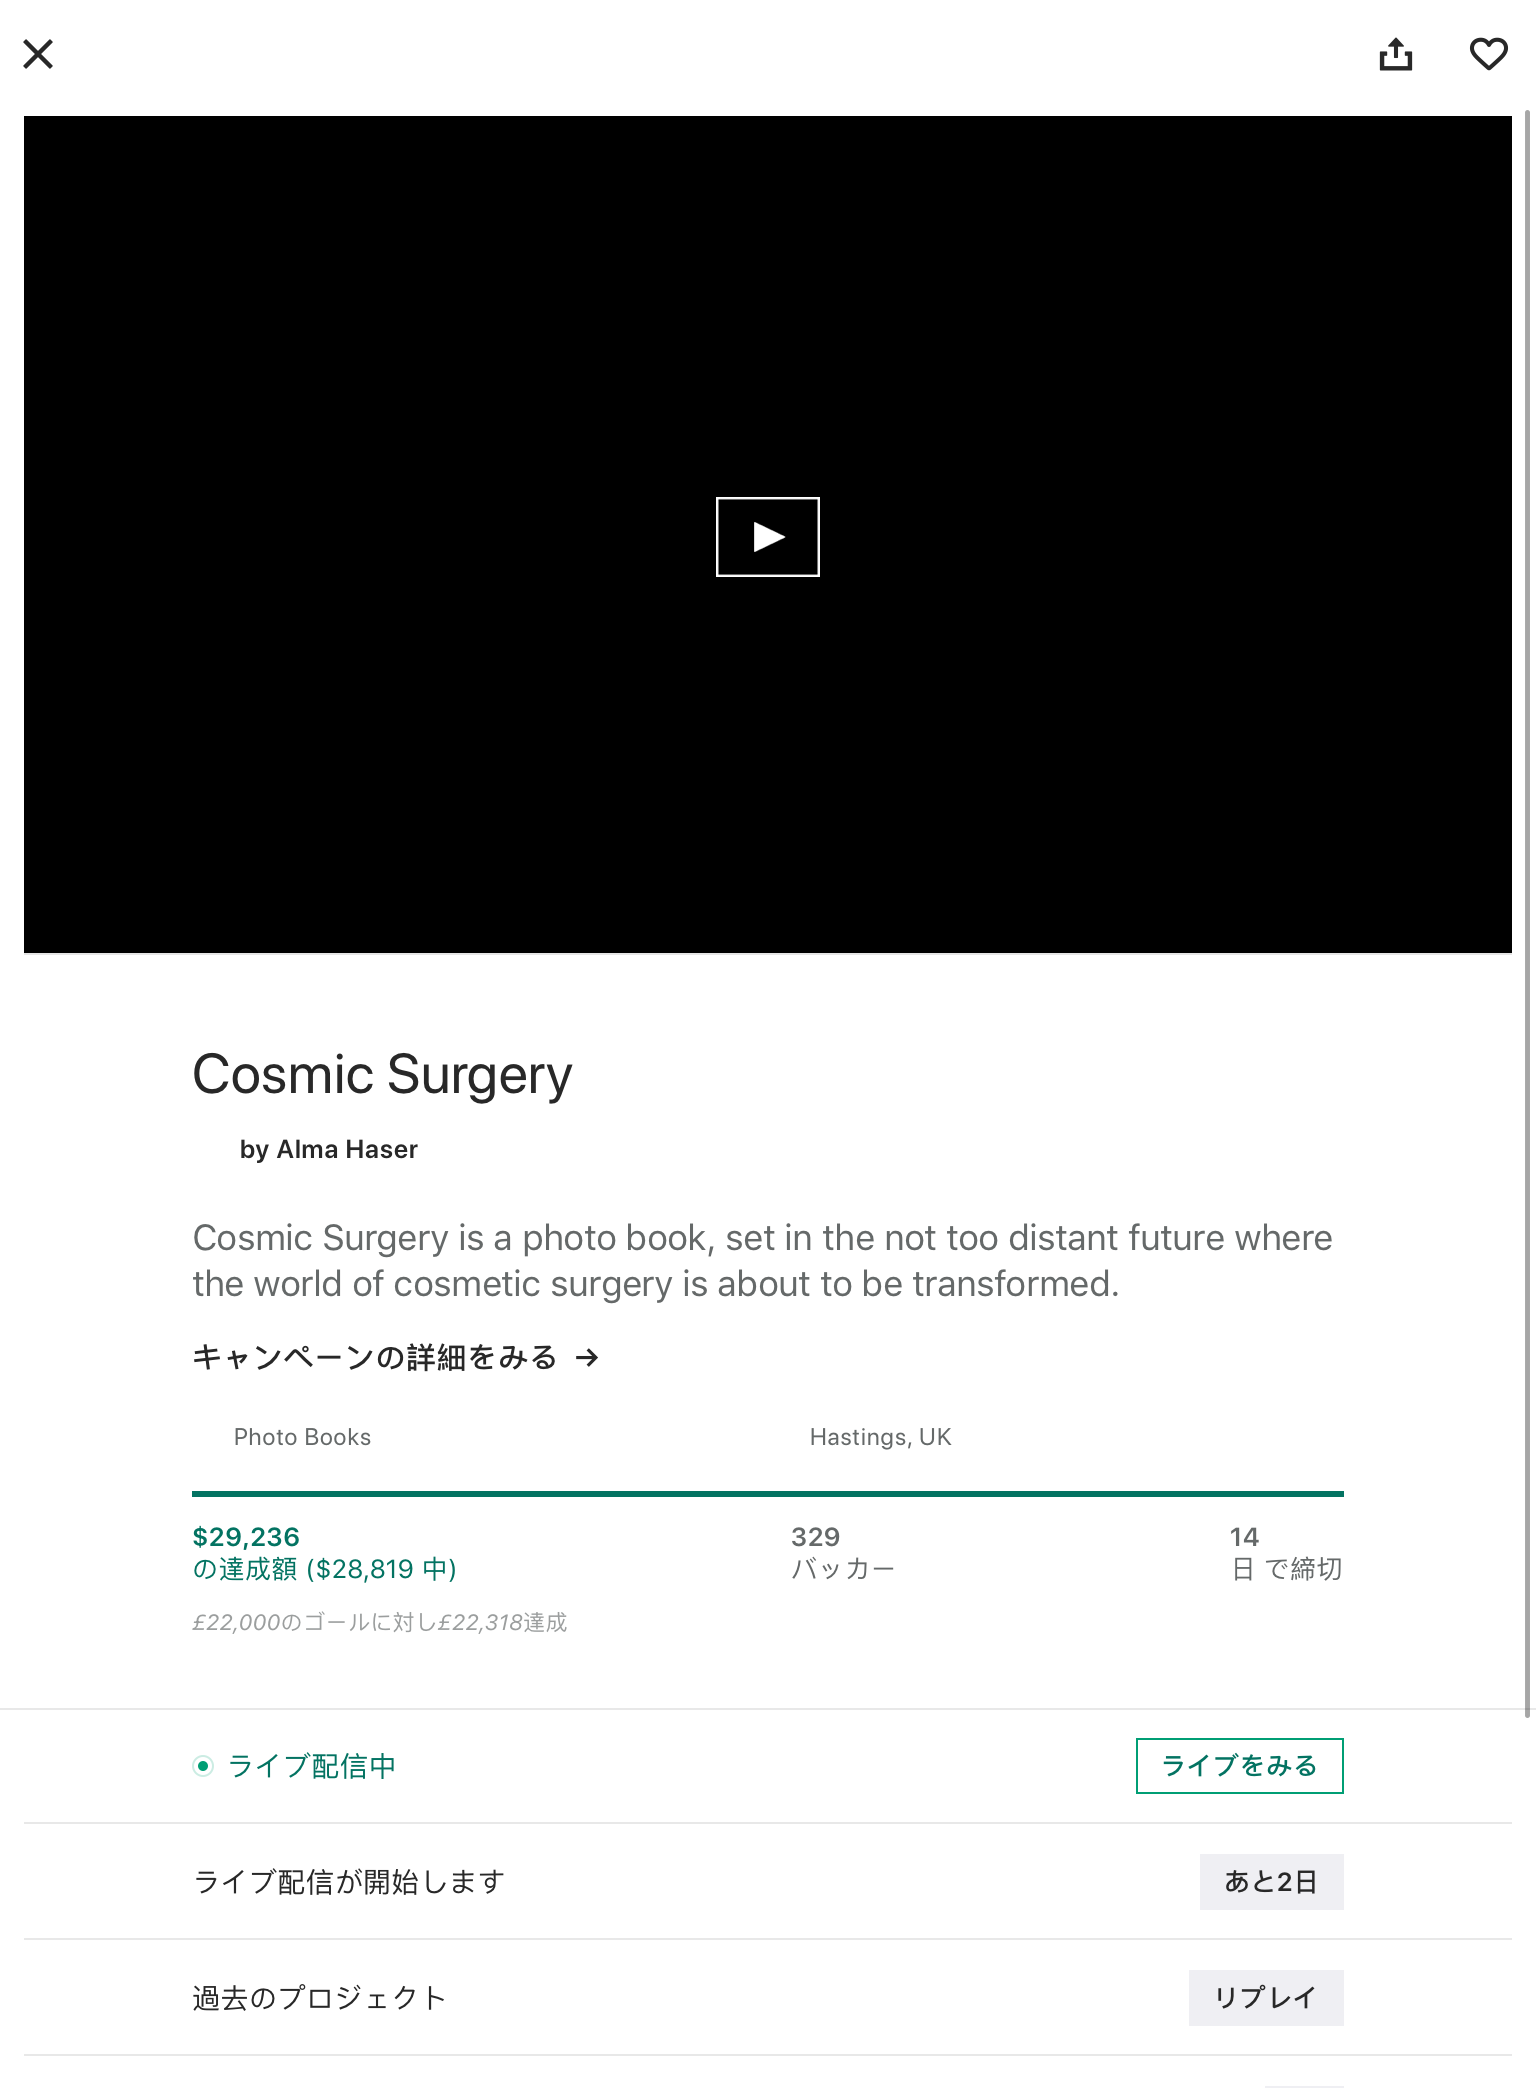 Cosmic Surgery
by Alma Haser
Cosmic Surgery is a photo book, set in the not too distant future where
the world of cosmetic surgery is about to be transformed.
キャンペーンの詳細をみる →
Photo Books
Hastings, UK
$29,236
の達成額 ($28,819 中)
329
バッカー
14
日 で締切
£22,000のゴールに対し£22,318達成
ライブ配信中
ライブをみる
ライブ配信が開始します
あと2日
過去のプロジェクト
リプレイ